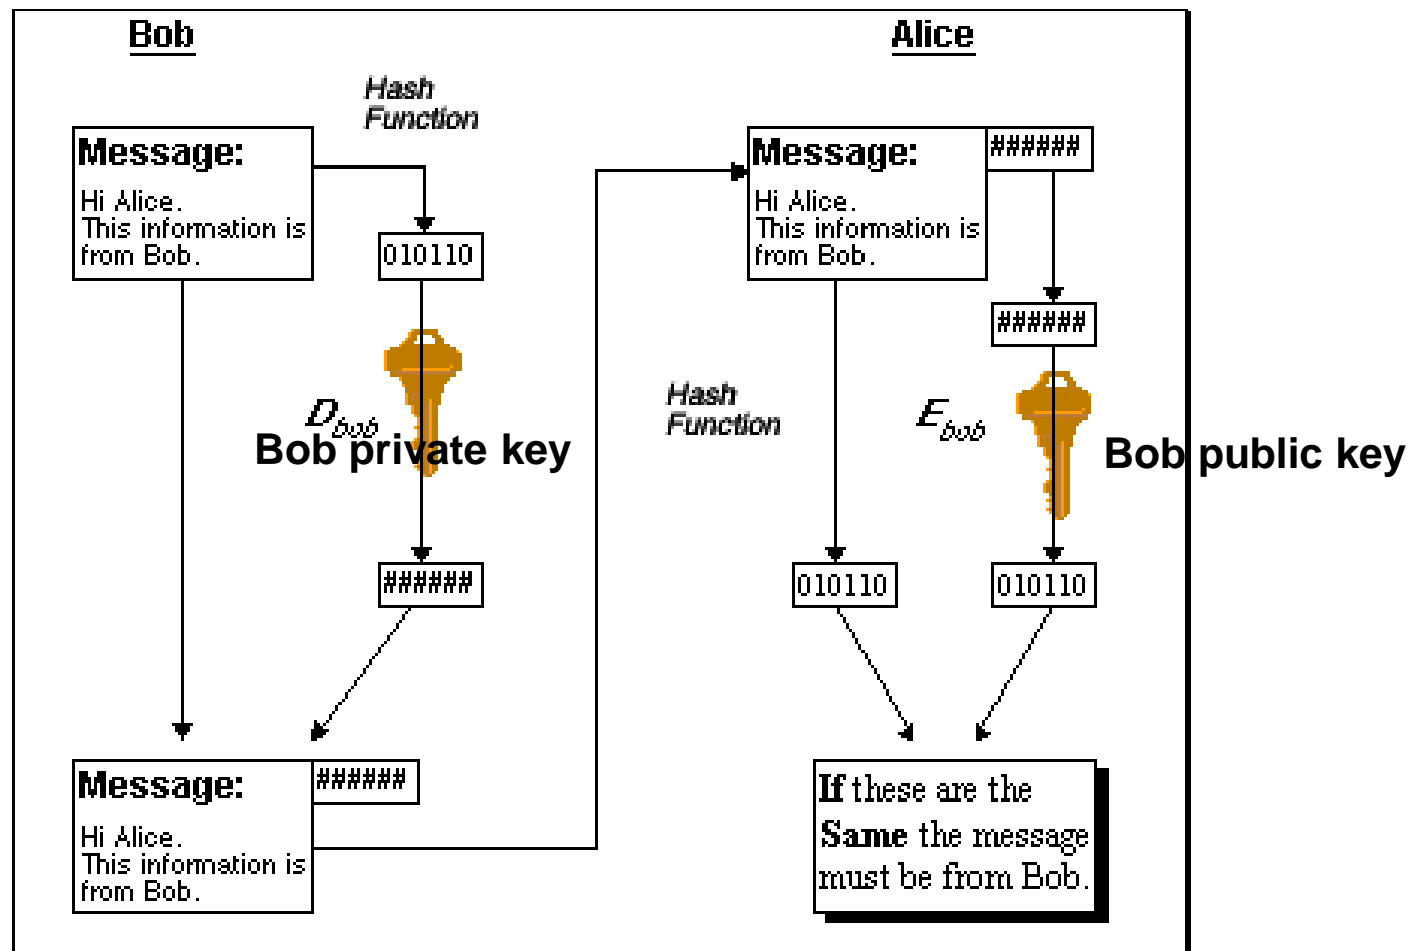 Bob
Hash
Function
Message:
Hi Alice.
This information is
from Bob.
010110
D_bob
Bob private key
######
Message:
######
Hi Alice.
This information is
from Bob.
Alice
Message:
######
Hi Alice.
This information is
from Bob.
######
Hash
Function
E_bob
Bob public key
010110
010110
If these are the
Same the message
must be from Bob.